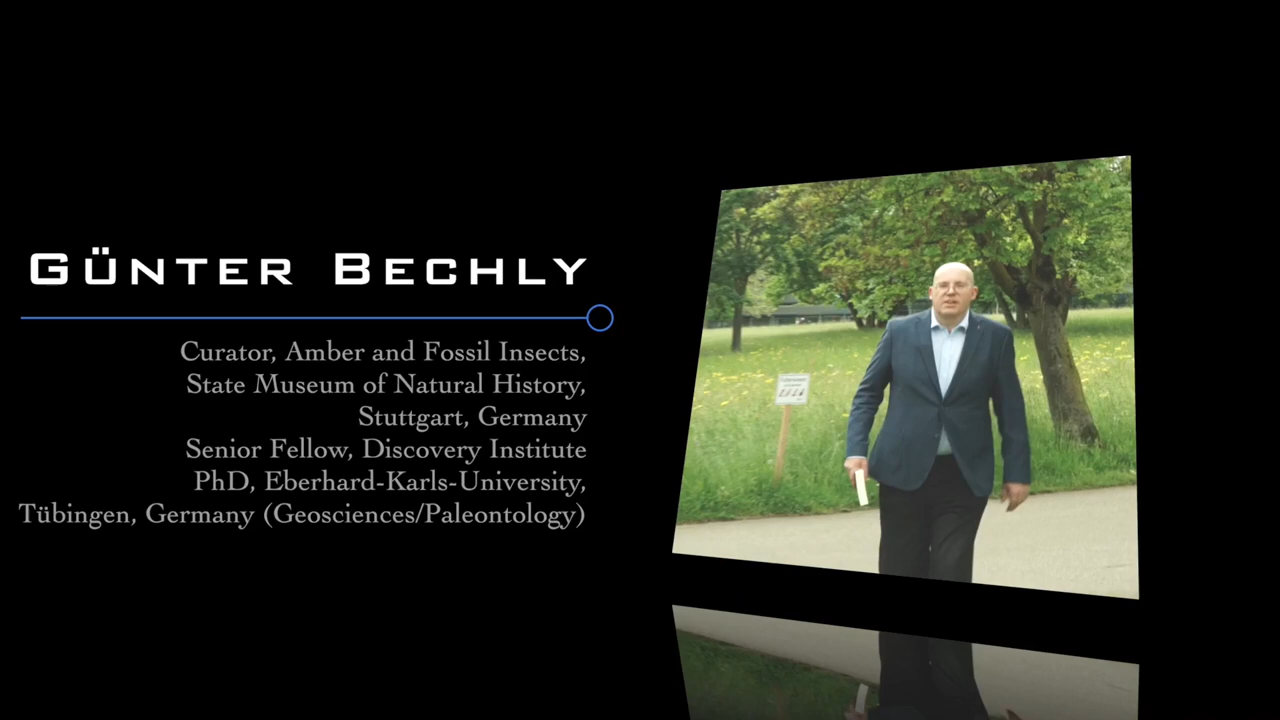 GÜNTER BECHLY
Curator, Amber and Fossil Insects,
State Museum of Natural History,
Stuttgart, Germany
Senior Fellow, Discovery Institute
PhD, Eberhard-Karls-University,
Tübingen, Germany (Geosciences/Paleontology)